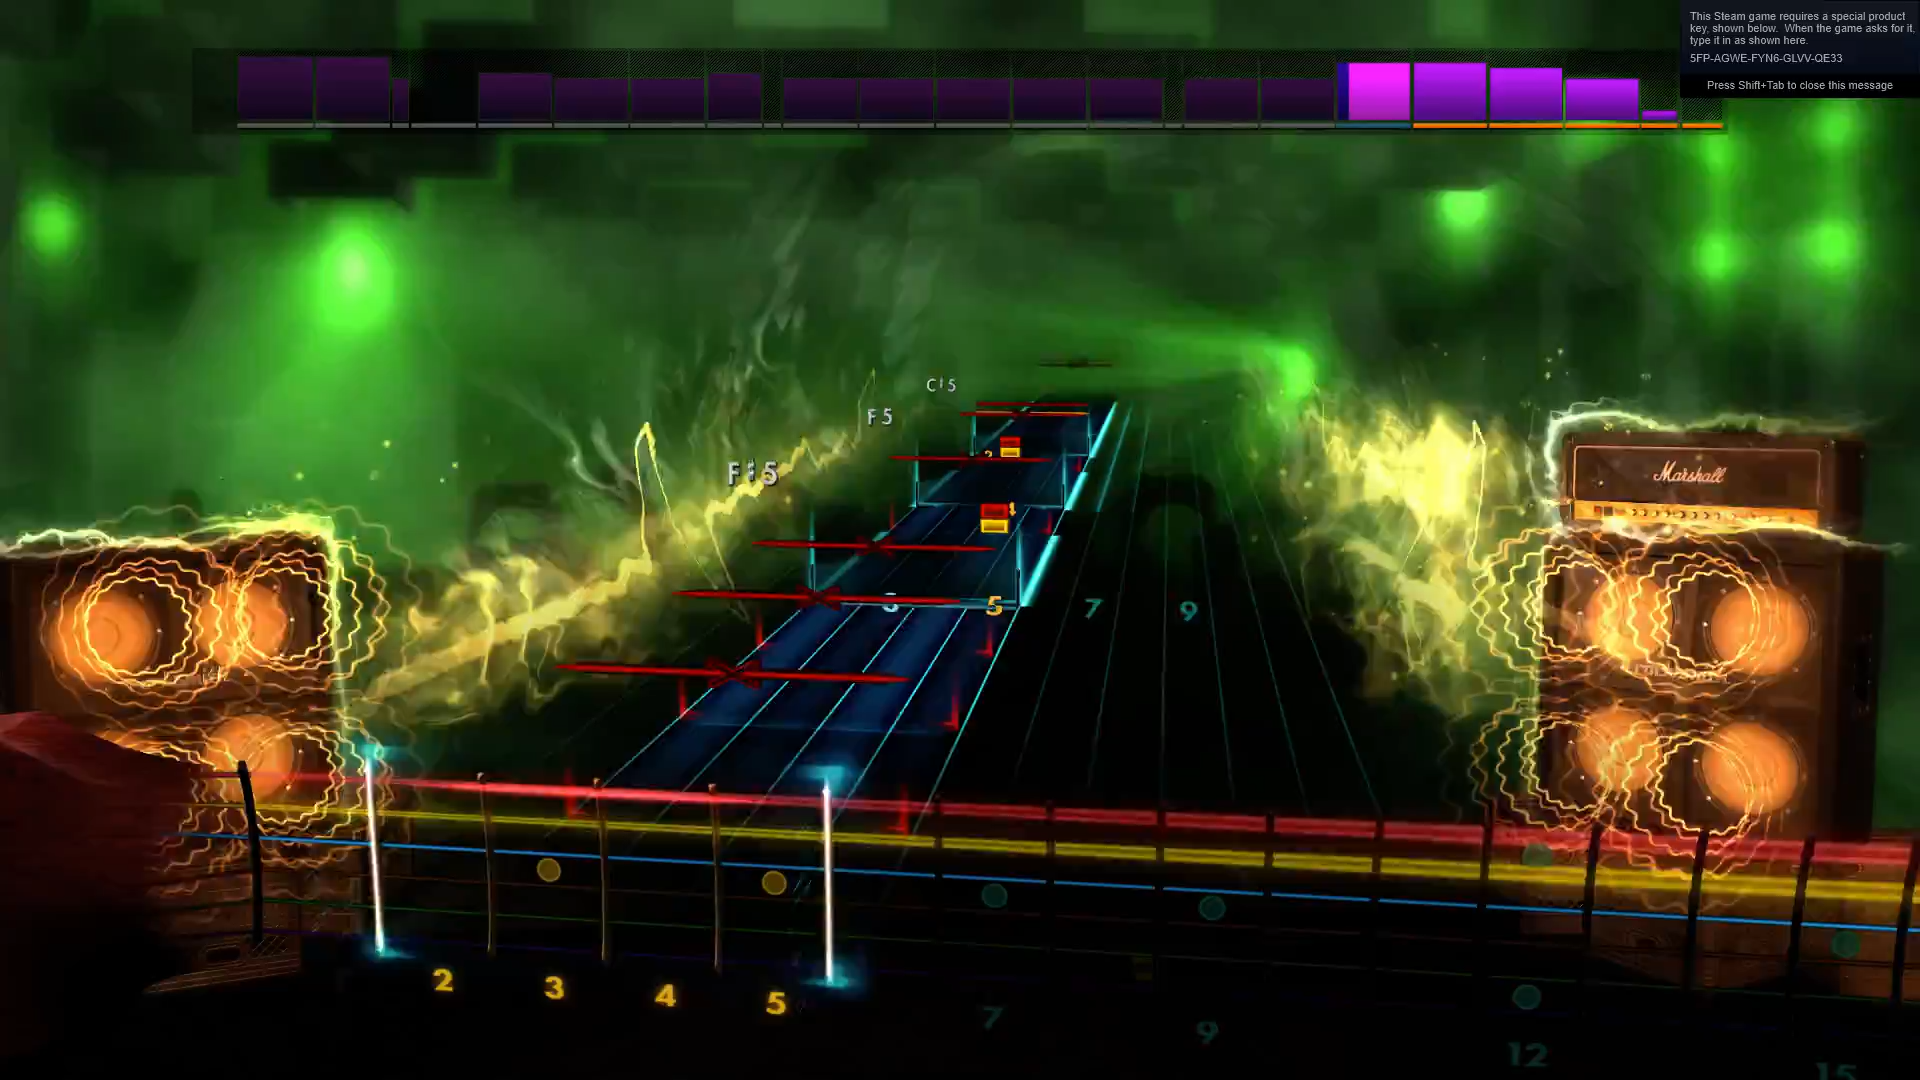 This Steam game requires a special product
key, shown below. When the game asks for it,
type it in as shown here.
5FP-AGWE-FYN6-GLVV-QE33
Press Shift+Tab to close this message
C♯5
F5
F♯5
Marshall
5
7
9
2
3
4
5
7
9
12
15